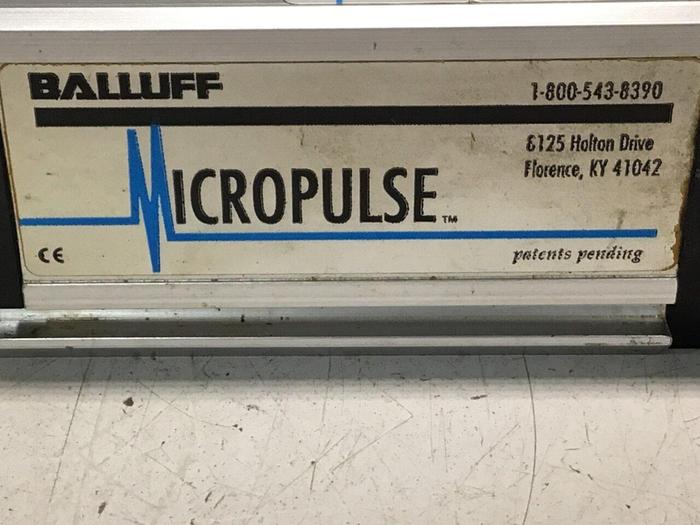 BALLUFF
1-800-543-8390
8125 Holton Drive
Florence, KY 41042
MICROPULSE™
CE
patents pending